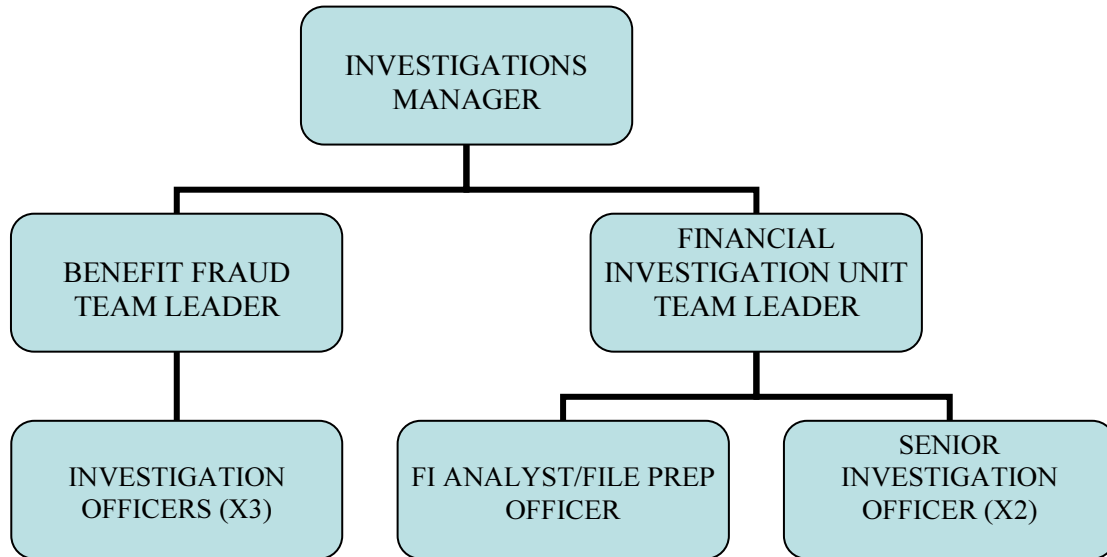 INVESTIGATIONS
MANAGER
BENEFIT FRAUD
TEAM LEADER
FINANCIAL
INVESTIGATION UNIT
TEAM LEADER
INVESTIGATION
OFFICERS (X3)
FI ANALYST/FILE PREP
OFFICER
SENIOR
INVESTIGATION
OFFICER (X2)